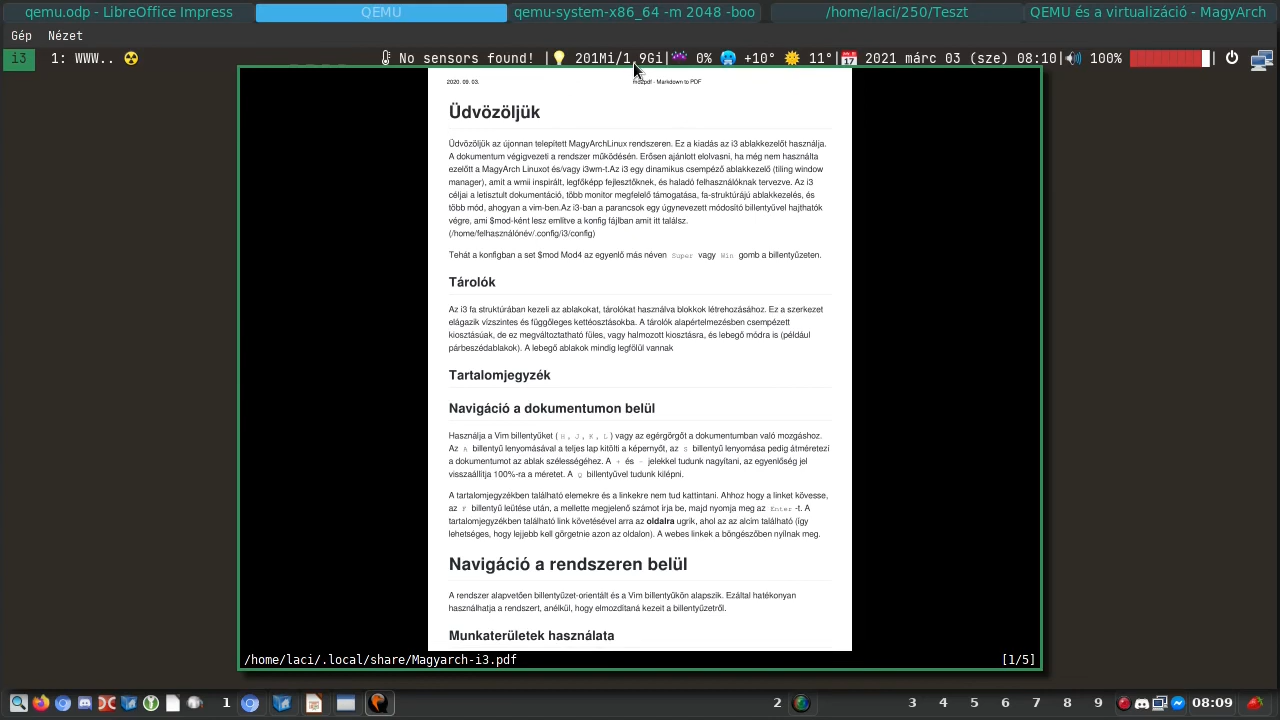 qemu.odp - LibreOffice Impress QEMU qemu-system-x86_64 -m 2048 -boo /home/laci/250/Teszt QEMU és a virtualizáció - MagyArch
Gép Nézet
i3 1: WWW.. No sensors found! | 201Mi/1.9Gi| 0% +10° 11°| 2021 márc 03 (sze) 08:10| 100%
2020. 09. 03. md2pdf - Markdown to PDF
Üdvözöljük
Üdvözöljük az újonnan telepített MagyArchLinux rendszeren. Ez a kiadás az i3 ablakkezelőt használja.
A dokumentum végigvezeti a rendszer működésén. Erősen ajánlott elolvasni, ha még nem használta
ezelőtt a MagyArch Linuxot és/vagy i3wm-t.Az i3 egy dinamikus csempéző ablakkezelő (tiling window
manager), amit a wmii inspirált, legfőképp fejlesztőknek, és haladó felhasználóknak tervezve. Az i3
céljai a letisztult dokumentáció, több monitor megfelelő támogatása, fa-struktúrájú ablakkezelés, és
több mód, ahogyan a vim-ben.Az i3-ban a parancsok egy úgynevezett módosító billentyűvel hajthatók
végre, ami $mod-ként lesz említve a konfig fájlban amit itt találsz.
(/home/felhasználónév/.config/i3/config)
Tehát a konfigban a set $mod Mod4 az egyenlő más néven Super vagy Win gomb a billentyűzeten.
Tárolók
Az i3 fa struktúrában kezeli az ablakokat, tárolókat használva blokkok létrehozásához. Ez a szerkezet
elágazik vízszintes és függőleges kettéosztásokba. A tárolók alapértelmezésben csempézett
kiosztásúak, de ez megváltoztatható füles, vagy halmozott kiosztásra, és lebegő módra is (például
párbeszédablakok). A lebegő ablakok mindig legfölül vannak
Tartalomjegyzék
Navigáció a dokumentumon belül
Használja a Vim billentyűket ( H , J , K , L ) vagy az egérgörgőt a dokumentumban való mozgáshoz.
Az A billentyű lenyomásával a teljes lap kitölti a képernyőt, az S billentyű lenyomása pedig átméretezi
a dokumentumot az ablak szélességéhez. A + és - jelekkel tudunk nagyítani, az egyenlőség jel
visszaállítja 100%-ra a méretet. A Q billentyűvel tudunk kilépni.
A tartalomjegyzékben található elemekre és a linkekre nem tud kattintani. Ahhoz hogy a linket kövesse,
az F billentyű leütése után, a mellette megjelenő számot írja be, majd nyomja meg az Enter -t. A
tartalomjegyzékben található link követésével arra az oldalra ugrik, ahol az az alcím található (így
lehetséges, hogy lejjebb kell görgetnie azon az oldalon). A webes linkek a böngészőben nyílnak meg.
Navigáció a rendszeren belül
A rendszer alapvetően billentyűzet-orientált és a Vim billentyűkön alapszik. Ezáltal hatékonyan
használhatja a rendszert, anélkül, hogy elmozdítaná kezeit a billentyűzetről.
Munkaterületek használata
/home/laci/.local/share/Magyarch-i3.pdf [1/5]
2 3 4 5 6 7 8 9 08:09 09:10